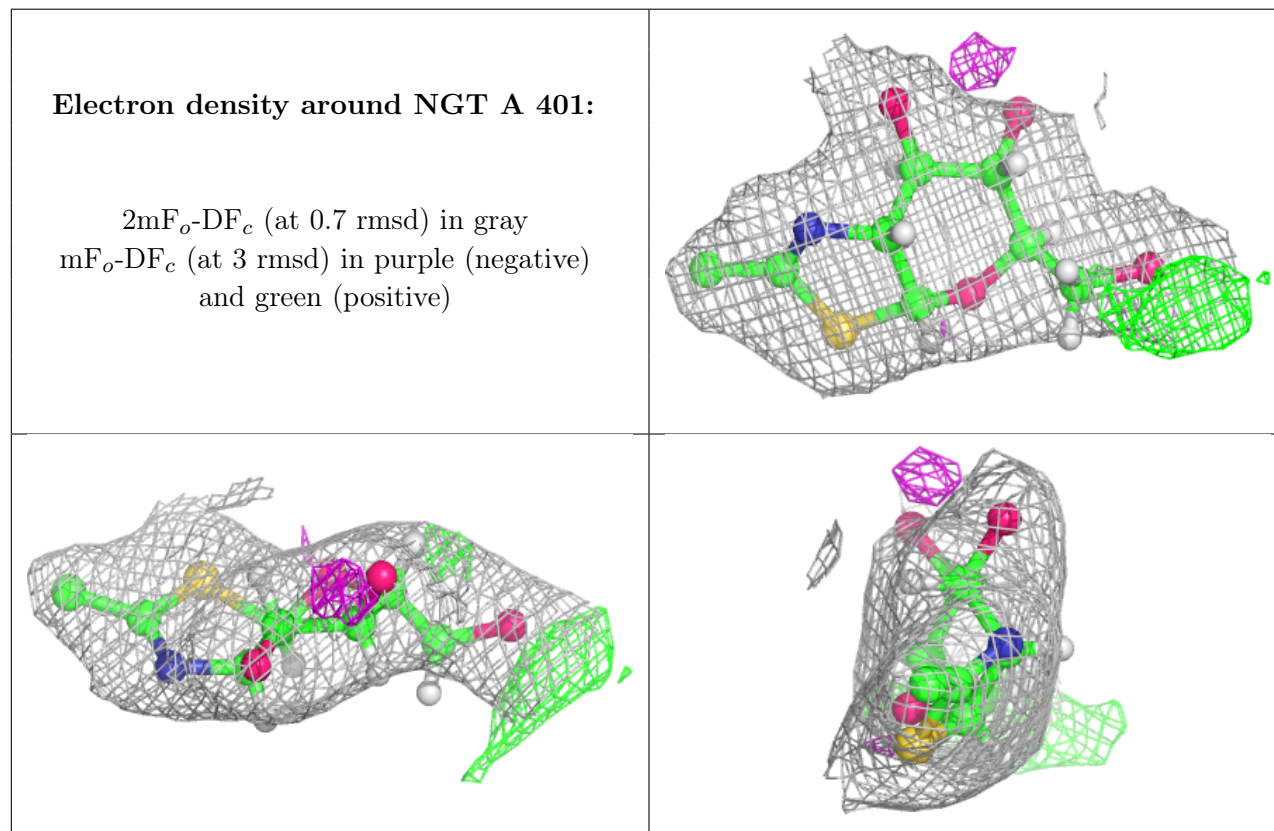 Electron density around NGT A 401:
2mFo-DFc (at 0.7 rmsd) in gray
mFo-DFc (at 3 rmsd) in purple (negative)
and green (positive)